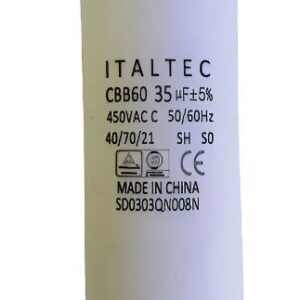 ITALTEC
CBB60 35 µF±5%
450VAC C 50/60Hz
40/70/21 SH S0
MADE IN CHINA
SD0303QN008N